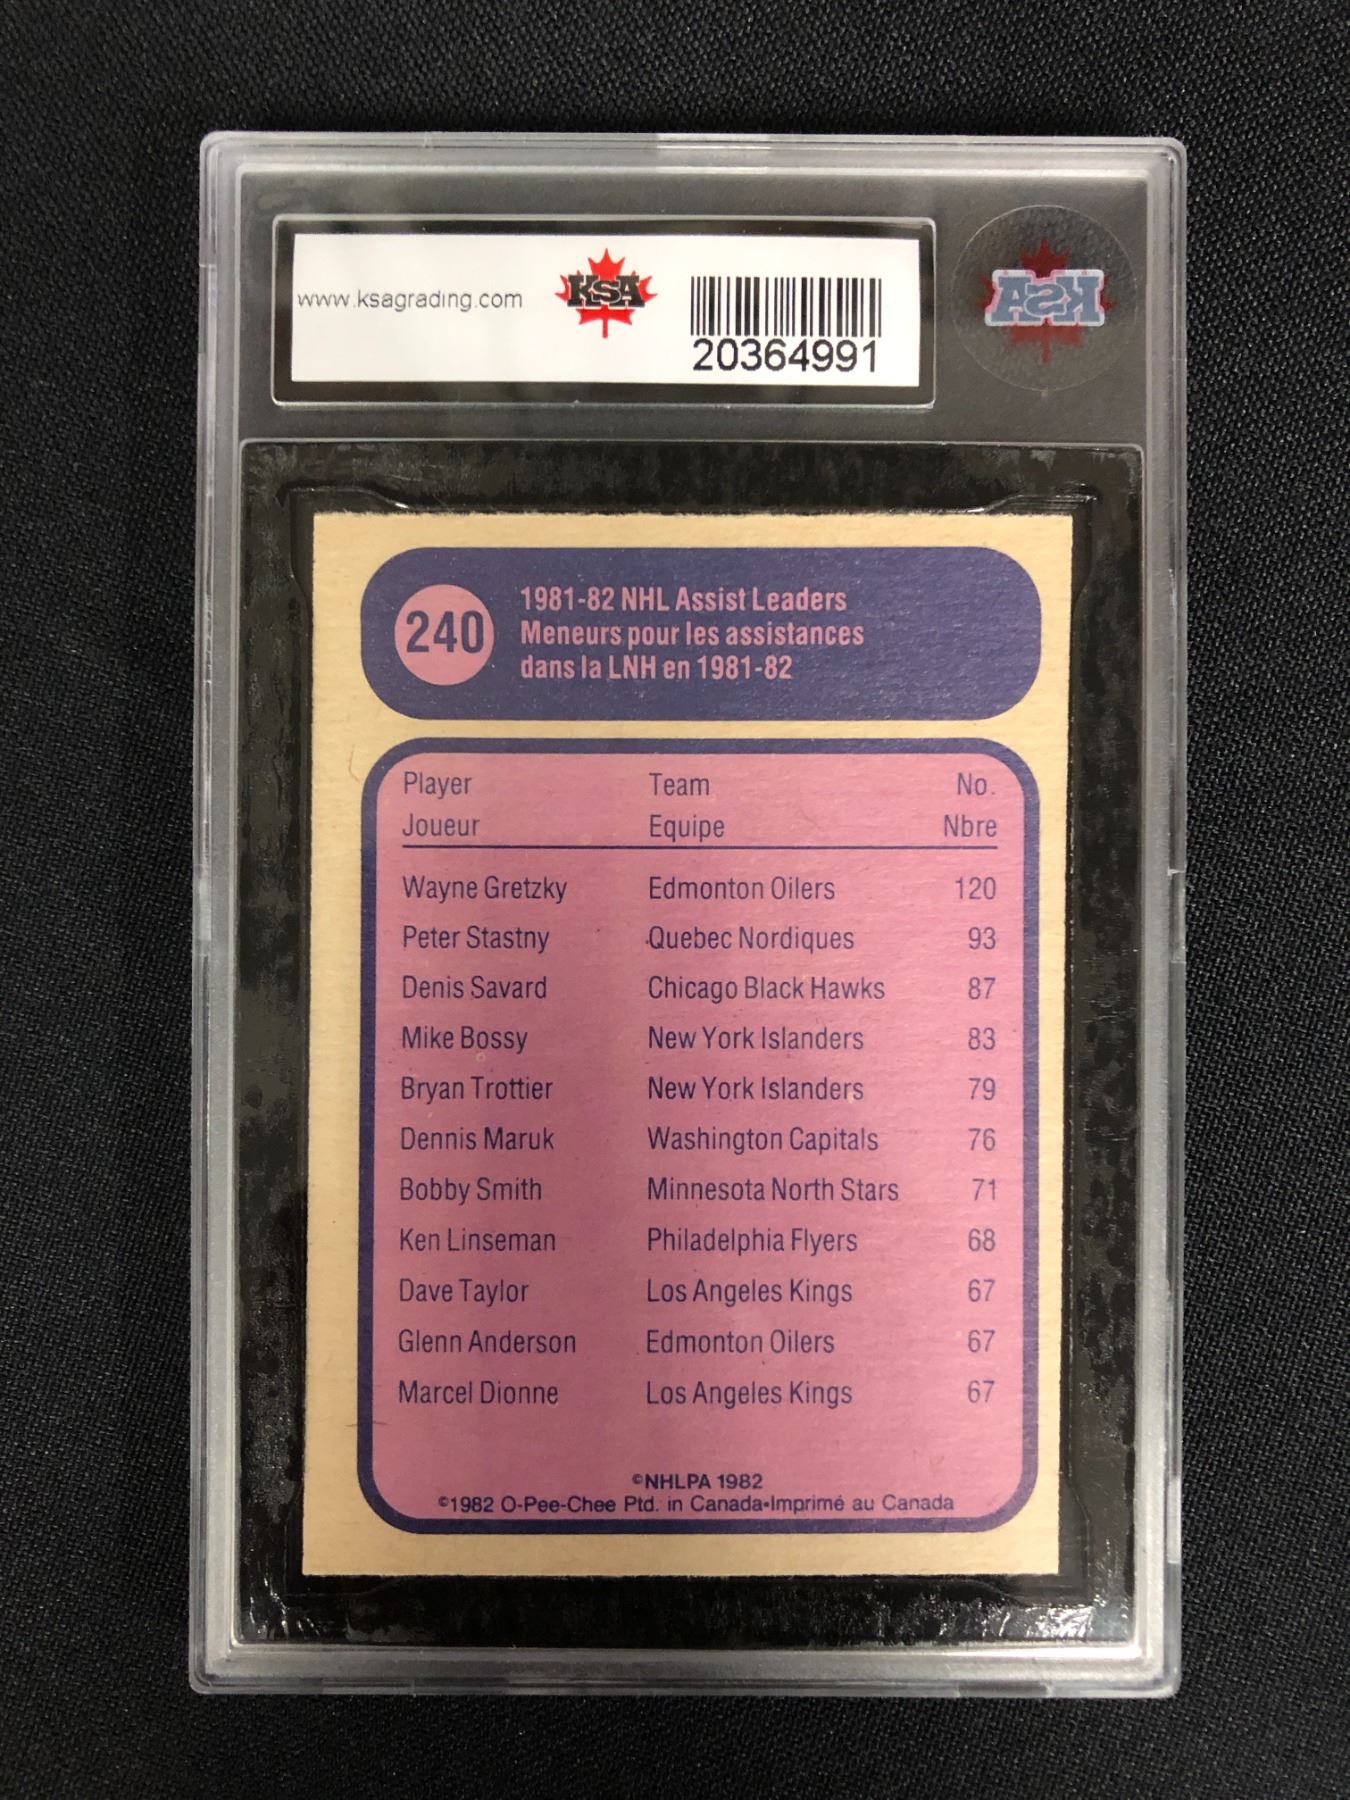 www.ksagrading.com
KSA
20364991
KSA
240
1981-82 NHL Assist Leaders
Meneurs pour les assistances
dans la LNH en 1981-82
Player Team No.
Joueur Equipe Nbre
Wayne Gretzky Edmonton Oilers 120
Peter Stastny Quebec Nordiques 93
Denis Savard Chicago Black Hawks 87
Mike Bossy New York Islanders 83
Bryan Trottier New York Islanders 79
Dennis Maruk Washington Capitals 76
Bobby Smith Minnesota North Stars 71
Ken Linseman Philadelphia Flyers 68
Dave Taylor Los Angeles Kings 67
Glenn Anderson Edmonton Oilers 67
Marcel Dionne Los Angeles Kings 67
©NHLPA 1982
©1982 O-Pee-Chee Ptd. in Canada•Imprimé au Canada